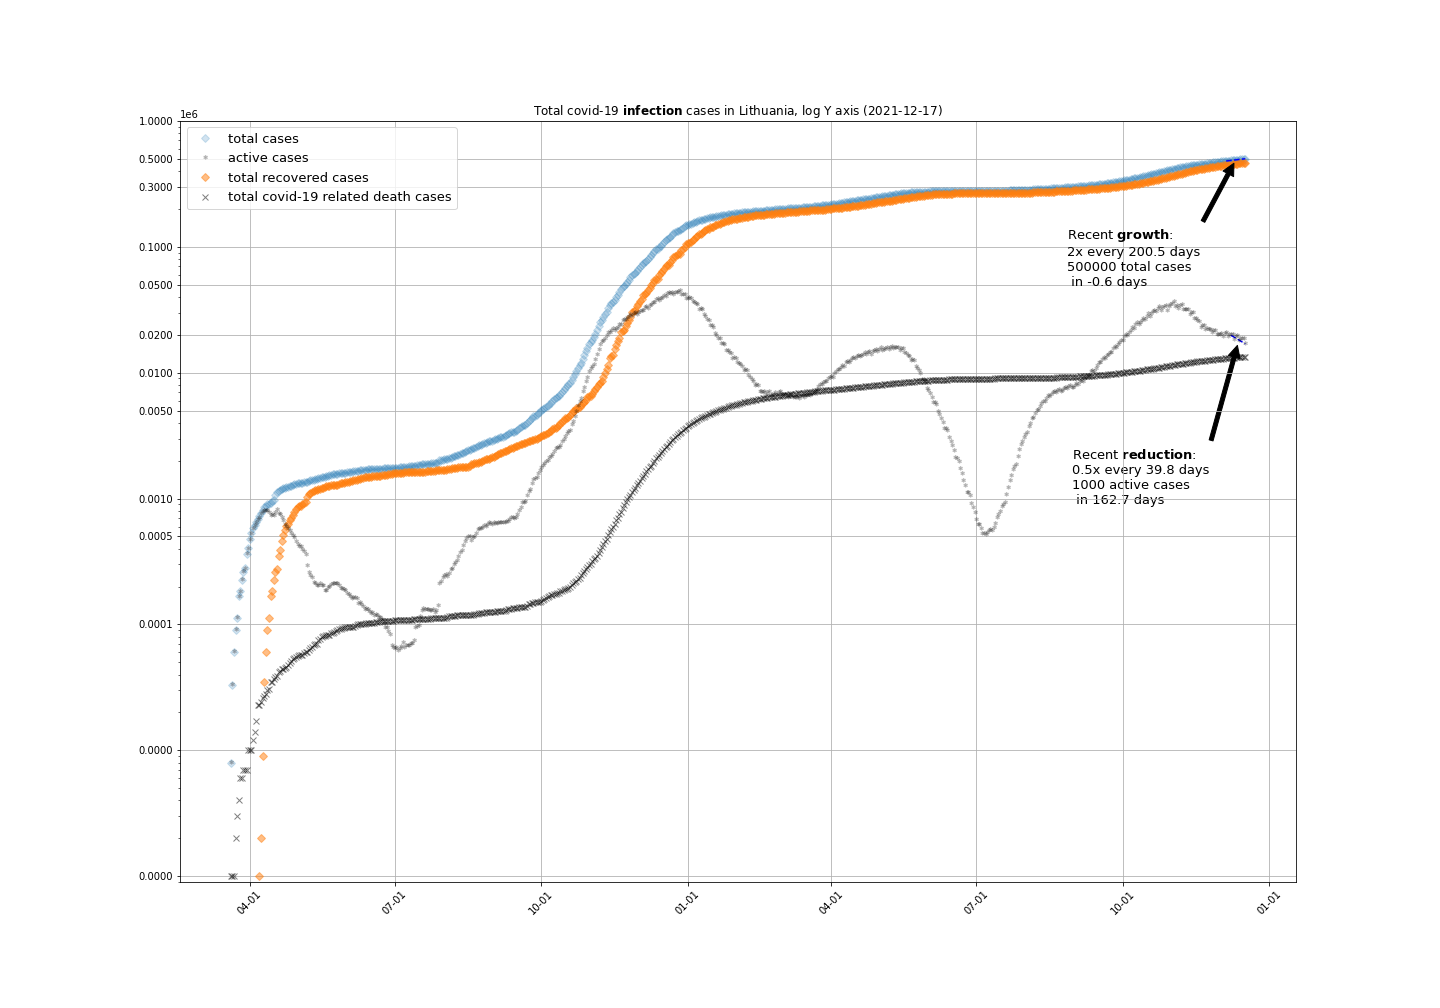 Total covid-19 infection cases in Lithuania, log Y axis (2021-12-17)
1e6
1.0000
0.5000
0.3000
0.1000
0.0500
0.0200
0.0100
0.0050
0.0010
0.0005
0.0001
0.0000
0.0000
total cases
active cases
total recovered cases
total covid-19 related death cases
Recent growth:
2x every 200.5 days
500000 total cases
in -0.6 days
Recent reduction:
0.5x every 39.8 days
1000 active cases
in 162.7 days
04-01
07-01
10-01
01-01
04-01
07-01
10-01
01-01